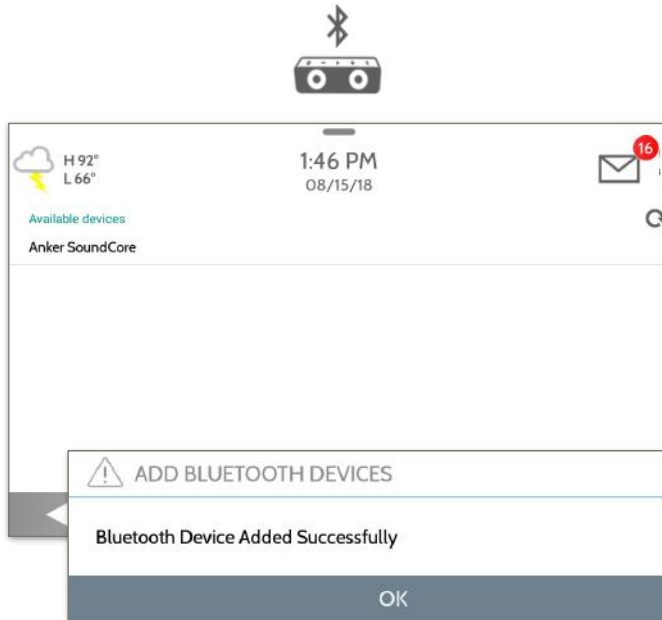 H 92°
L 66°
1:46 PM
08/15/18
16
Available devices
Anker SoundCore
ADD BLUETOOTH DEVICES
Bluetooth Device Added Successfully
OK